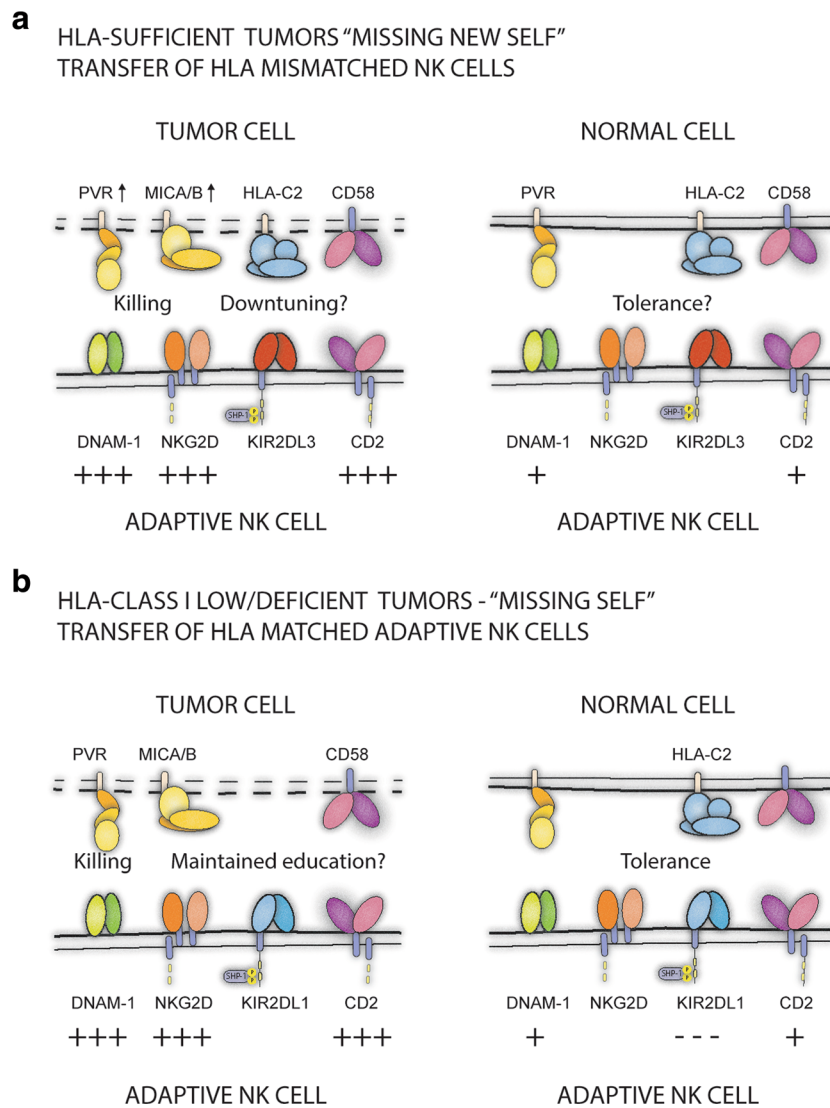 a
HLA-SUFFICIENT TUMORS “MISSING NEW SELF”
TRANSFER OF HLA MISMATCHED NK CELLS
TUMOR CELL
NORMAL CELL
PVR ↑ MICA/B ↑ HLA-C2 CD58
PVR HLA-C2 CD58
Killing Downtuning?
Tolerance?
SHP-1 P P
SHP-1 P P
DNAM-1 NKG2D KIR2DL3 CD2
DNAM-1 NKG2D KIR2DL3 CD2
+++ +++ +++
+ +
ADAPTIVE NK CELL
ADAPTIVE NK CELL
b
HLA-CLASS I LOW/DEFICIENT TUMORS - “MISSING SELF”
TRANSFER OF HLA MATCHED ADAPTIVE NK CELLS
TUMOR CELL
NORMAL CELL
PVR MICA/B CD58
HLA-C2
Killing Maintained education?
Tolerance
SHP-1 P P
SHP-1 P P
DNAM-1 NKG2D KIR2DL1 CD2
DNAM-1 NKG2D KIR2DL1 CD2
+++ +++ +++
+ - - - +
ADAPTIVE NK CELL
ADAPTIVE NK CELL